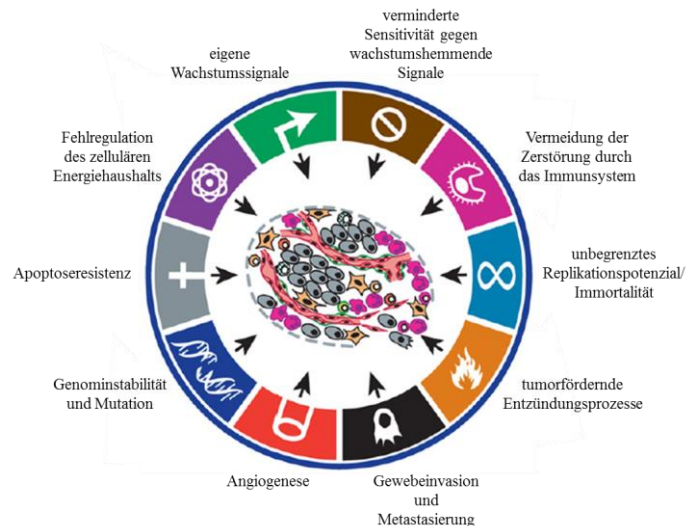 verminderte
Sensitivität gegen
wachstumshemmende
Signale
eigene
Wachstumssignale
Fehlregulation
des zellulären
Energiehaushalts
Vermeidung der
Zerstörung durch
das Immunsystem
Apoptoseresistenz
unbegrenztes
Replikationspotenzial/
Immortalität
Genominstabilität
und Mutation
tumorfördernde
Entzündungsprozesse
Angiogenese
Gewebeinvasion
und
Metastasierung